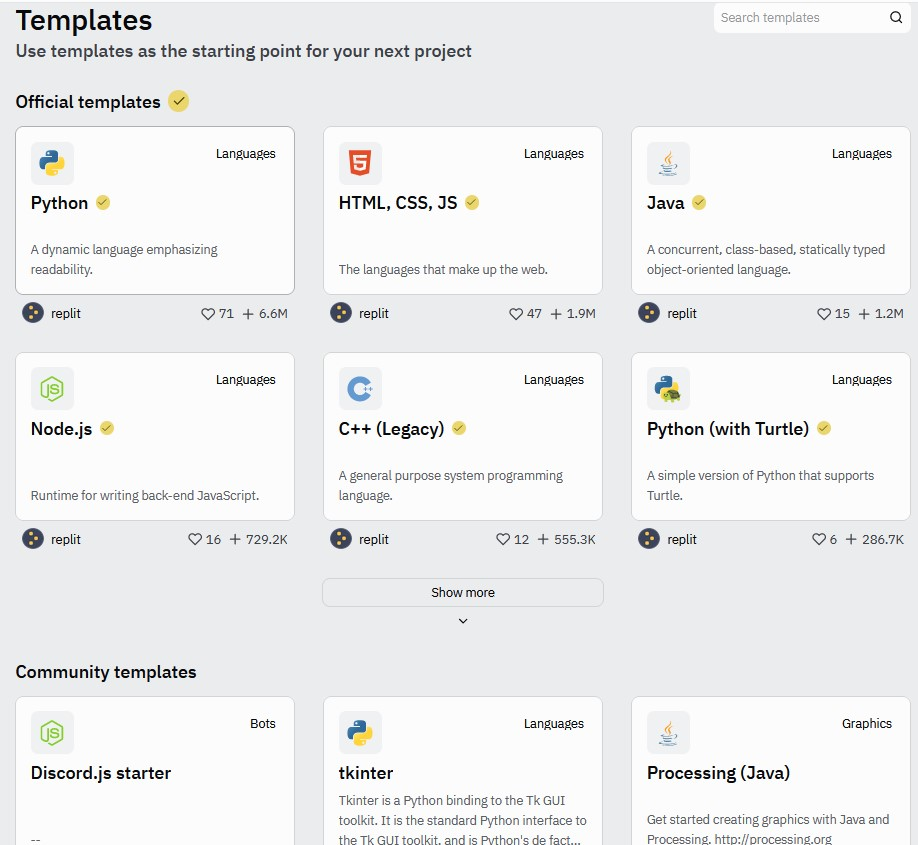 Templates
Search templates
Use templates as the starting point for your next project
Official templates
Languages
Python
A dynamic language emphasizing
readability.
replit
71
6.6M
Languages
HTML, CSS, JS
The languages that make up the web.
replit
47
1.9M
Languages
Java
A concurrent, class-based, statically typed
object-oriented language.
replit
15
1.2M
Languages
Node.js
Runtime for writing back-end JavaScript.
replit
16
729.2K
Languages
C++ (Legacy)
A general purpose system programming
language.
replit
12
555.3K
Languages
Python (with Turtle)
A simple version of Python that supports
Turtle.
replit
6
286.7K
Show more
Community templates
Bots
Discord.js starter
--
Languages
tkinter
Tkinter is a Python binding to the Tk GUI
toolkit. It is the standard Python interface to
the Tk GUI toolkit, and is Python's de fact...
Graphics
Processing (Java)
Get started creating graphics with Java and
Processing. http://processing.org